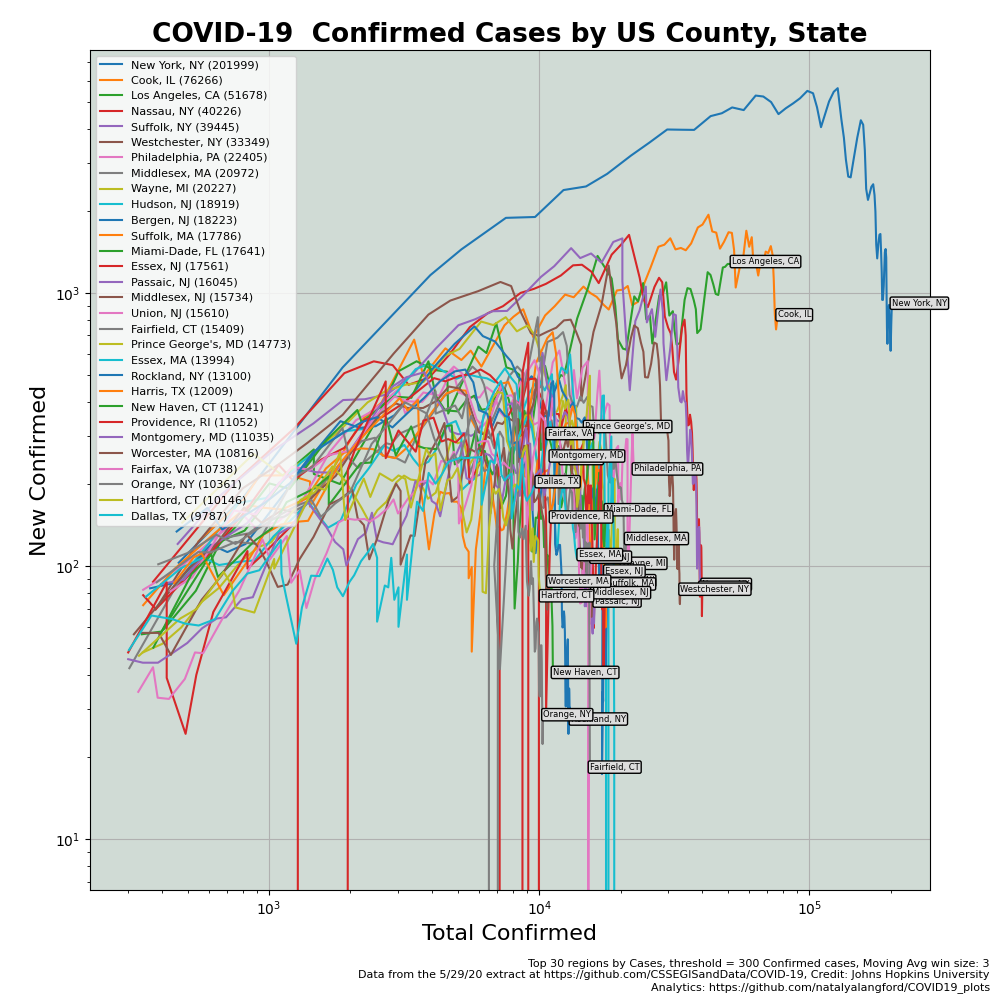 COVID-19  Confirmed Cases by US County, State
New York, NY (201999)
Cook, IL (76266)
Los Angeles, CA (51678)
Nassau, NY (40226)
Suffolk, NY (39445)
Westchester, NY (33349)
Philadelphia, PA (22405)
Middlesex, MA (20972)
Wayne, MI (20227)
Hudson, NJ (18919)
Bergen, NJ (18223)
Suffolk, MA (17786)
Miami-Dade, FL (17641)
Essex, NJ (17561)
Passaic, NJ (16045)
Middlesex, NJ (15734)
Union, NJ (15610)
Fairfield, CT (15409)
Prince George's, MD (14773)
Essex, MA (13994)
Rockland, NY (13100)
Harris, TX (12009)
New Haven, CT (11241)
Providence, RI (11052)
Montgomery, MD (11035)
Worcester, MA (10816)
Fairfax, VA (10738)
Orange, NY (10361)
Hartford, CT (10146)
Dallas, TX (9787)
Los Angeles, CA
New York, NY
Cook, IL
Prince George's, MD
Fairfax, VA
Montgomery, MD
Philadelphia, PA
Dallas, TX
Miami-Dade, FL
Providence, RI
Middlesex, MA
Essex, MA
MI
Essex, NJ
Worcester, MA
MA
Westchester, NY
Hartford, CT
Middlesex, NJ
Passaic, NJ
New Haven, CT
Orange, NY
NY
Fairfield, CT
10³
10²
10¹
New Confirmed
10³
10⁴
10⁵
Total Confirmed
Top 30 regions by Cases, threshold = 300 Confirmed cases, Moving Avg win size: 3
Data from the 5/29/20 extract at https://github.com/CSSEGISandData/COVID-19, Credit: Johns Hopkins University
Analytics: https://github.com/natalyalangford/COVID19_plots